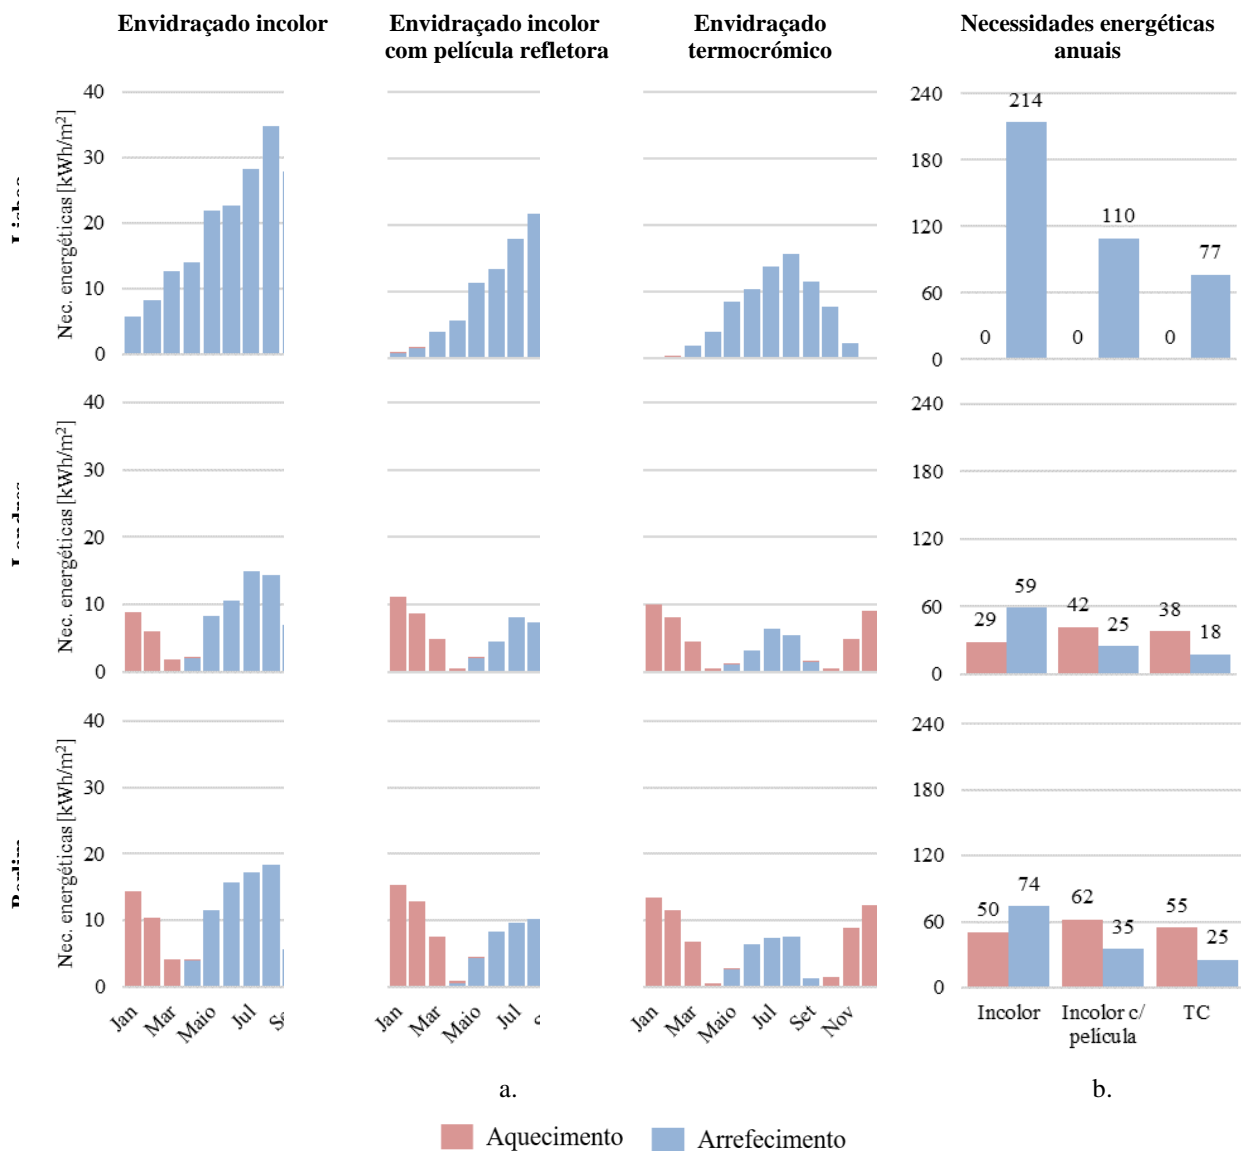 Envidraçado incolor
Envidraçado incolor
com película refletora
Envidraçado
termocrómico
Necessidades energéticas
anuais
Nec. energéticas [kWh/m²]
40
30
20
10
0
240
180
120
60
0
214
0
110
0
77
0
Nec. energéticas [kWh/m²]
40
30
20
10
0
240
180
120
60
0
29
59
42
25
38
18
Nec. energéticas [kWh/m²]
40
30
20
10
0
240
180
120
60
0
50
74
62
35
55
25
Jan Mar Maio Jul
Jan Mar Maio Jul
Jan Mar Maio Jul Set Nov
Incolor
Incolor c/
película
TC
a.
b.
Aquecimento
Arrefecimento